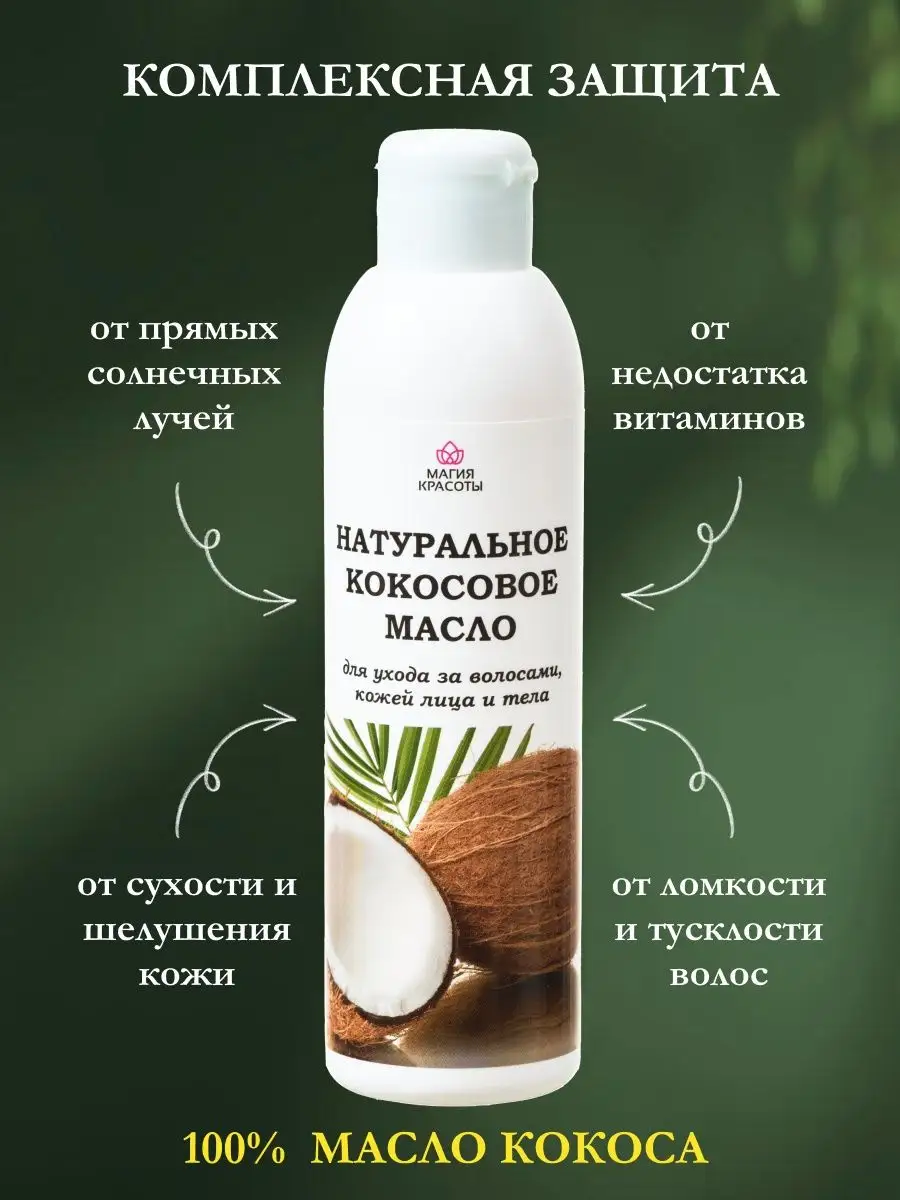 КОМПЛЕКСНАЯ ЗАЩИТА
от прямых
солнечных
лучей
от
недостатка
витаминов
МАГИЯ
КРАСОТЫ
НАТУРАЛЬНОЕ
КОКОСОВОЕ
МАСЛО
для ухода за волосами,
кожей лица и тела
от сухости и
шелушения
кожи
от ломкости
и тусклости
волос
100% МАСЛО КОКОСА